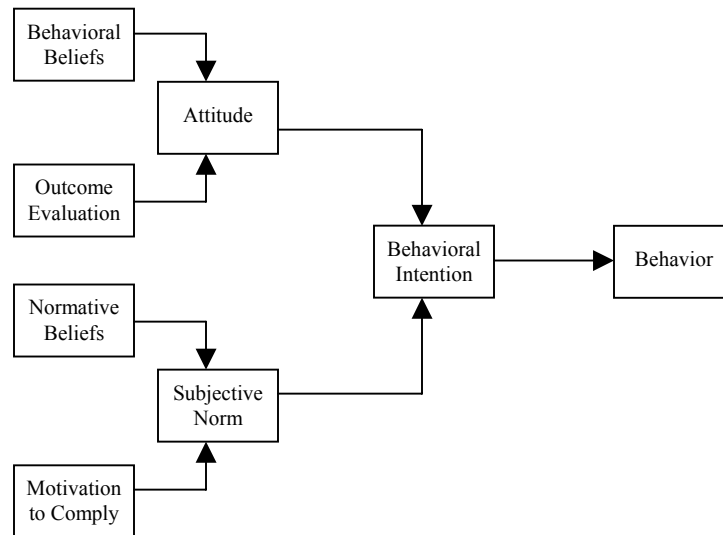 Behavioral
Beliefs
Attitude
Outcome
Evaluation
Behavioral
Intention
Behavior
Normative
Beliefs
Subjective
Norm
Motivation
to Comply